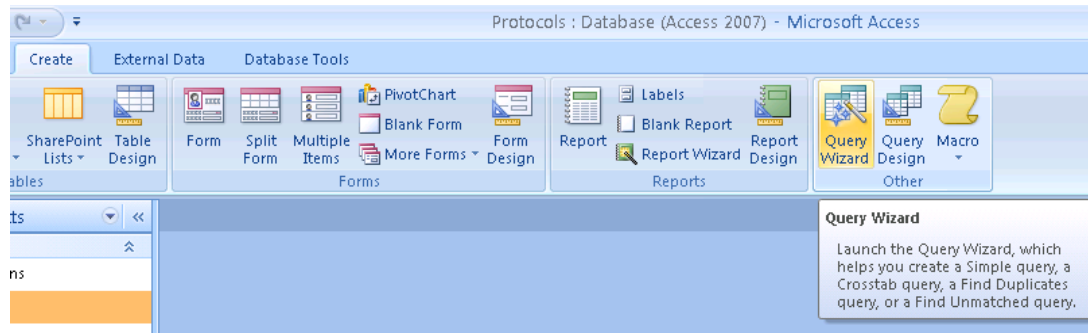 Protocols : Database (Access 2007) - Microsoft Access
Create External Data Database Tools
SharePoint Lists
Table Design
Form
Split Form
Multiple Items
PivotChart
Blank Form
More Forms
Form Design
Report
Labels
Blank Report
Report Wizard
Report Design
Query Wizard
Query Design
Macro
ables
Forms
Reports
Other
ts
ns
Query Wizard
Launch the Query Wizard, which
helps you create a Simple query, a
Crosstab query, a Find Duplicates
query, or a Find Unmatched query.